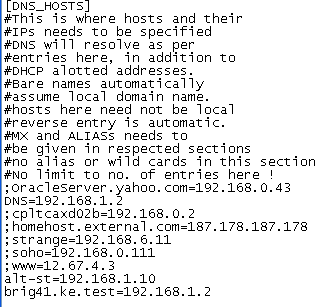 [DNS_HOSTS]
#This is where hosts and their
#IPs needs to be specified
#DNS will resolve as per
#entries here, in addition to
#DHCP alotted addresses.
#Bare names automatically
#assume local domain name.
#hosts here need not be local
#reverse entry is automatic.
#MX and ALIASs needs to
#be given in respected sections
#no alias or wild cards in this section
#No limit to no. of entries here !
;OracleServer.yahoo.com=192.168.0.43
DNS=192.168.1.2
;cpltcaxd02b=192.168.0.2
;homehost.external.com=187.178.187.178
;strange=192.168.6.11
;soho=192.168.0.111
;www=12.67.4.3
alt-st=192.168.1.10
brig41.ke.test=192.168.1.2